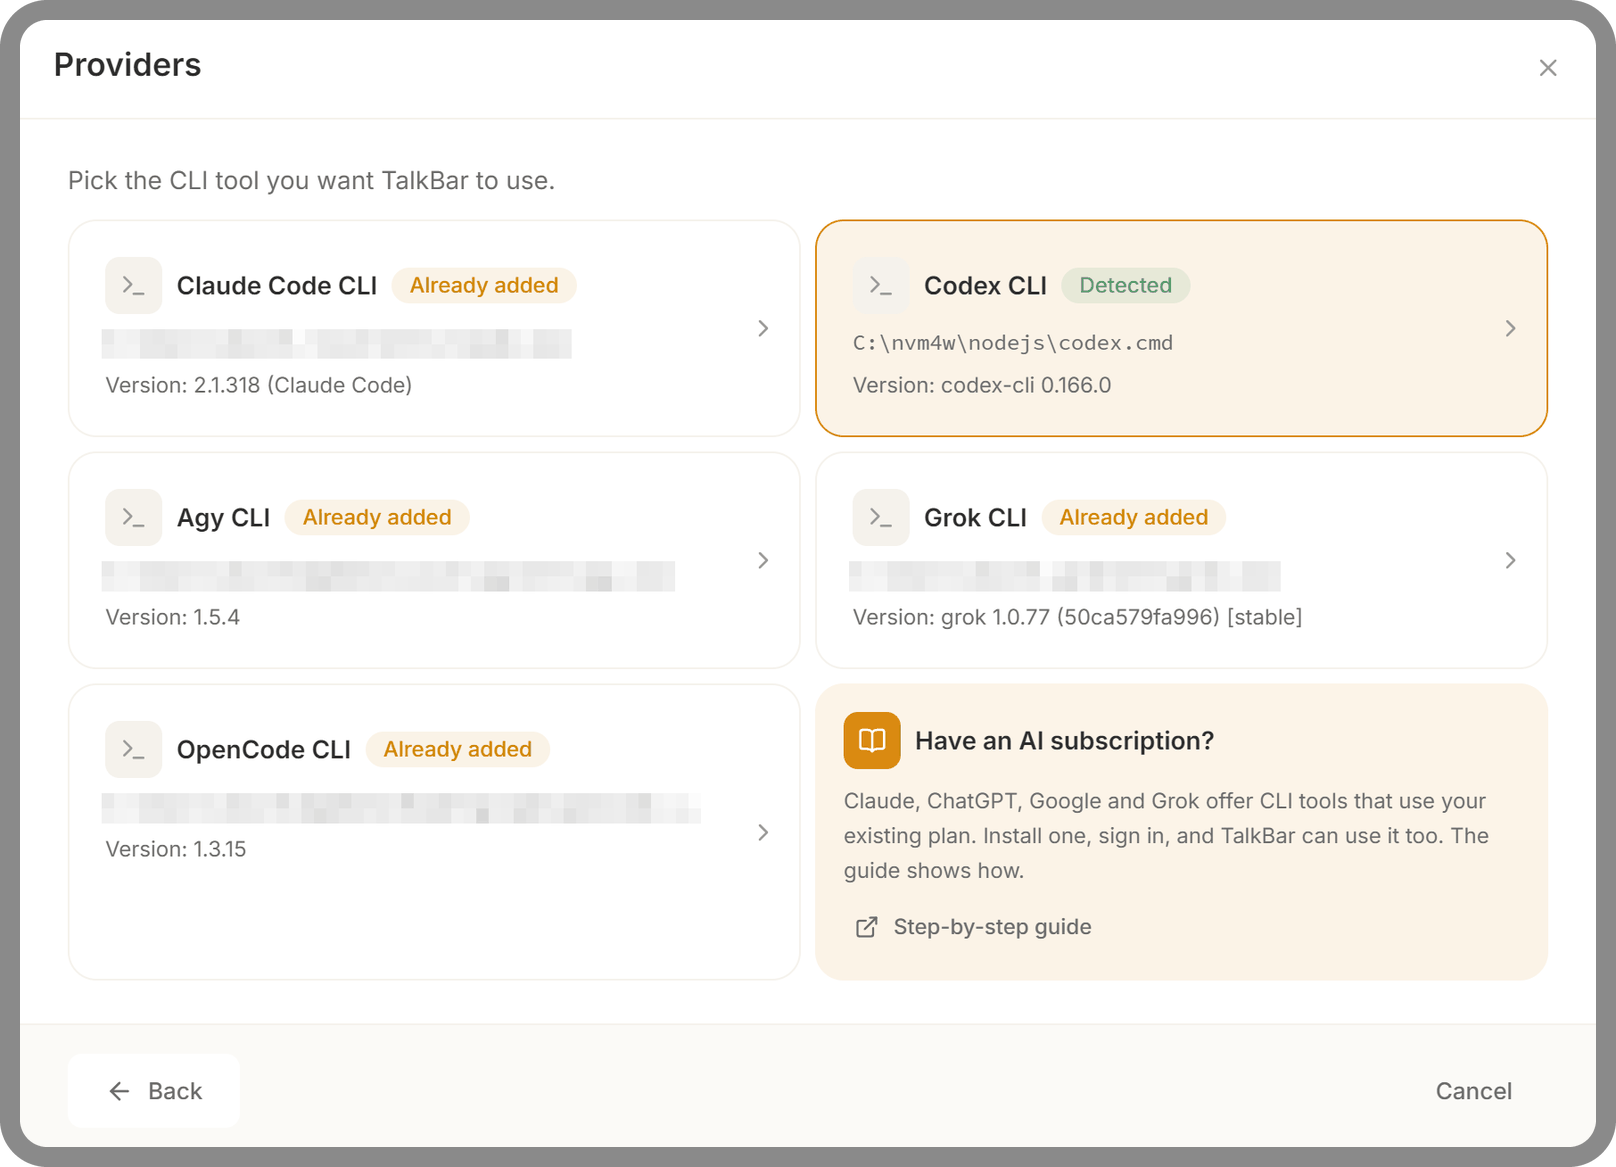 Providers
Pick the CLI tool you want TalkBar to use.
Claude Code CLI Already added
Version: 2.1.318 (Claude Code)
Codex CLI Detected
C:\nvm4w\nodejs\codex.cmd
Version: codex-cli 0.166.0
Agy CLI Already added
Version: 1.5.4
Grok CLI Already added
Version: grok 1.0.77 (50ca579fa996) [stable]
OpenCode CLI Already added
Version: 1.3.15
Have an AI subscription?
Claude, ChatGPT, Google and Grok offer CLI tools that use your
existing plan. Install one, sign in, and TalkBar can use it too. The
guide shows how.
Step-by-step guide
Back
Cancel